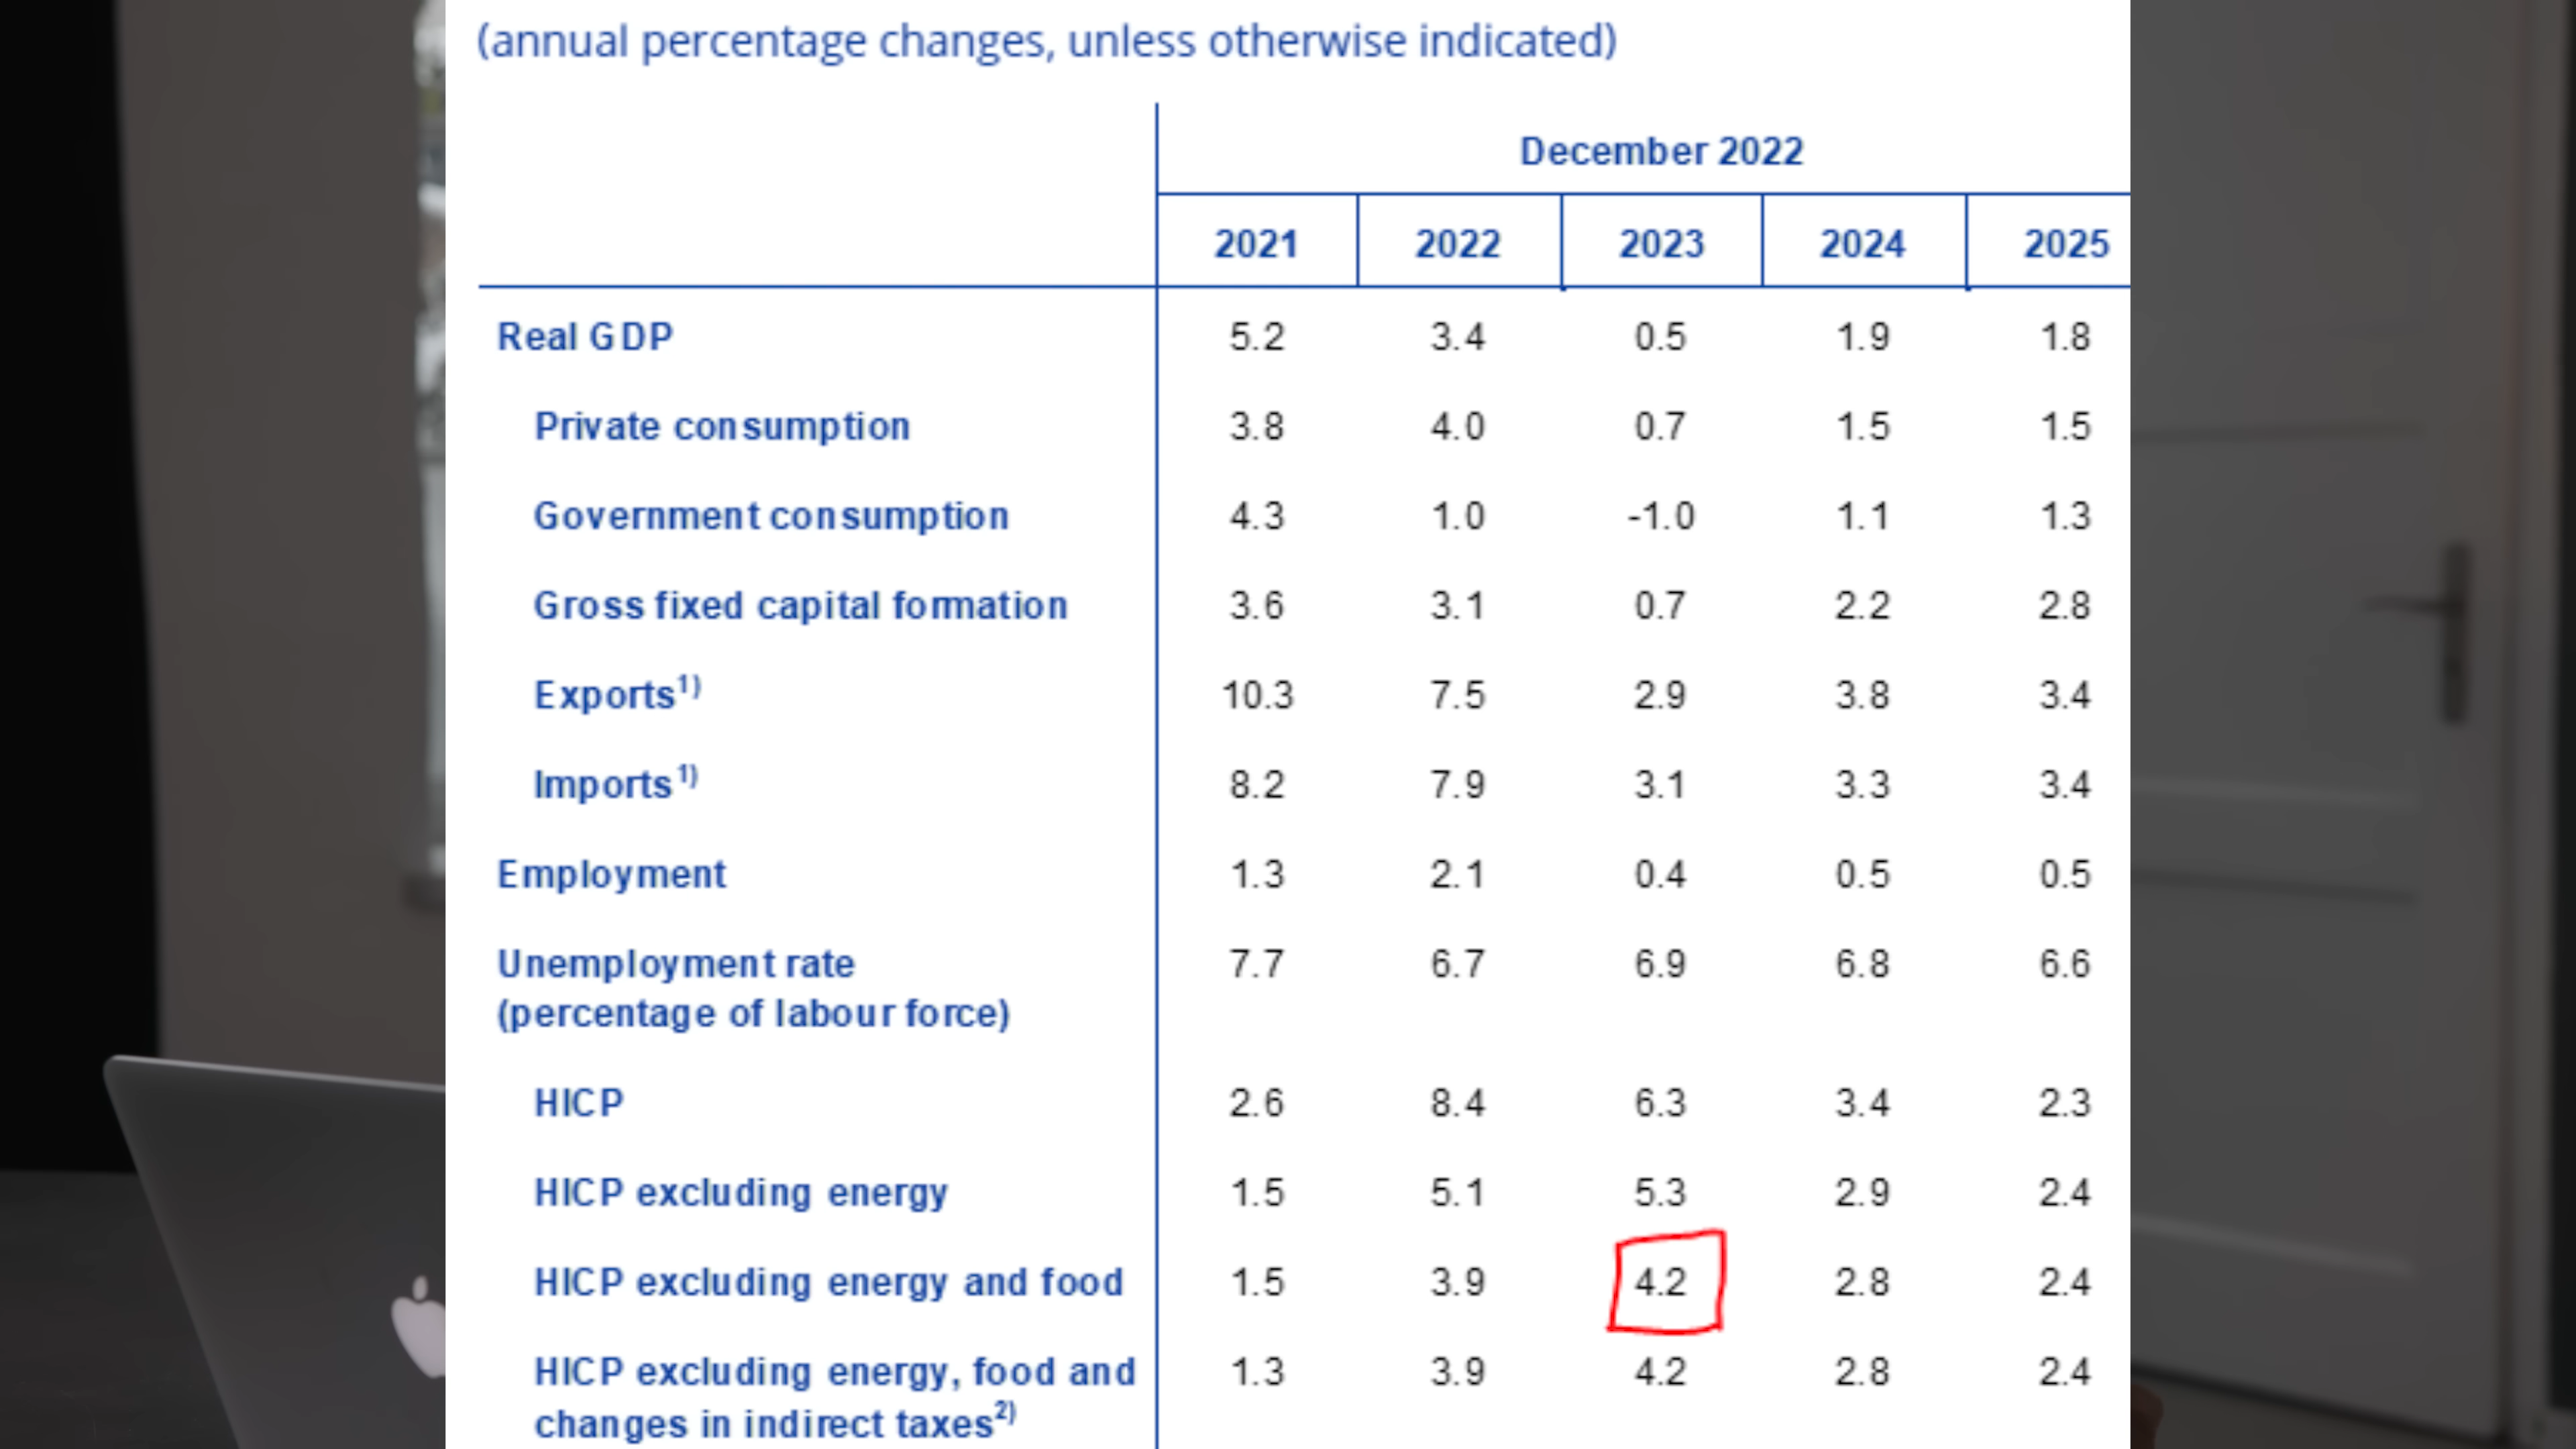 (annual percentage changes, unless otherwise indicated)
December 2022
2021 2022 2023 2024 2025
Real GDP 5.2 3.4 0.5 1.9 1.8
Private consumption 3.8 4.0 0.7 1.5 1.5
Government consumption 4.3 1.0 -1.0 1.1 1.3
Gross fixed capital formation 3.6 3.1 0.7 2.2 2.8
Exports1) 10.3 7.5 2.9 3.8 3.4
Imports1) 8.2 7.9 3.1 3.3 3.4
Employment 1.3 2.1 0.4 0.5 0.5
Unemployment rate 7.7 6.7 6.9 6.8 6.6
(percentage of labour force)
HICP 2.6 8.4 6.3 3.4 2.3
HICP excluding energy 1.5 5.1 5.3 2.9 2.4
HICP excluding energy and food 1.5 3.9 4.2 2.8 2.4
HICP excluding energy, food and 1.3 3.9 4.2 2.8 2.4
changes in indirect taxes2)